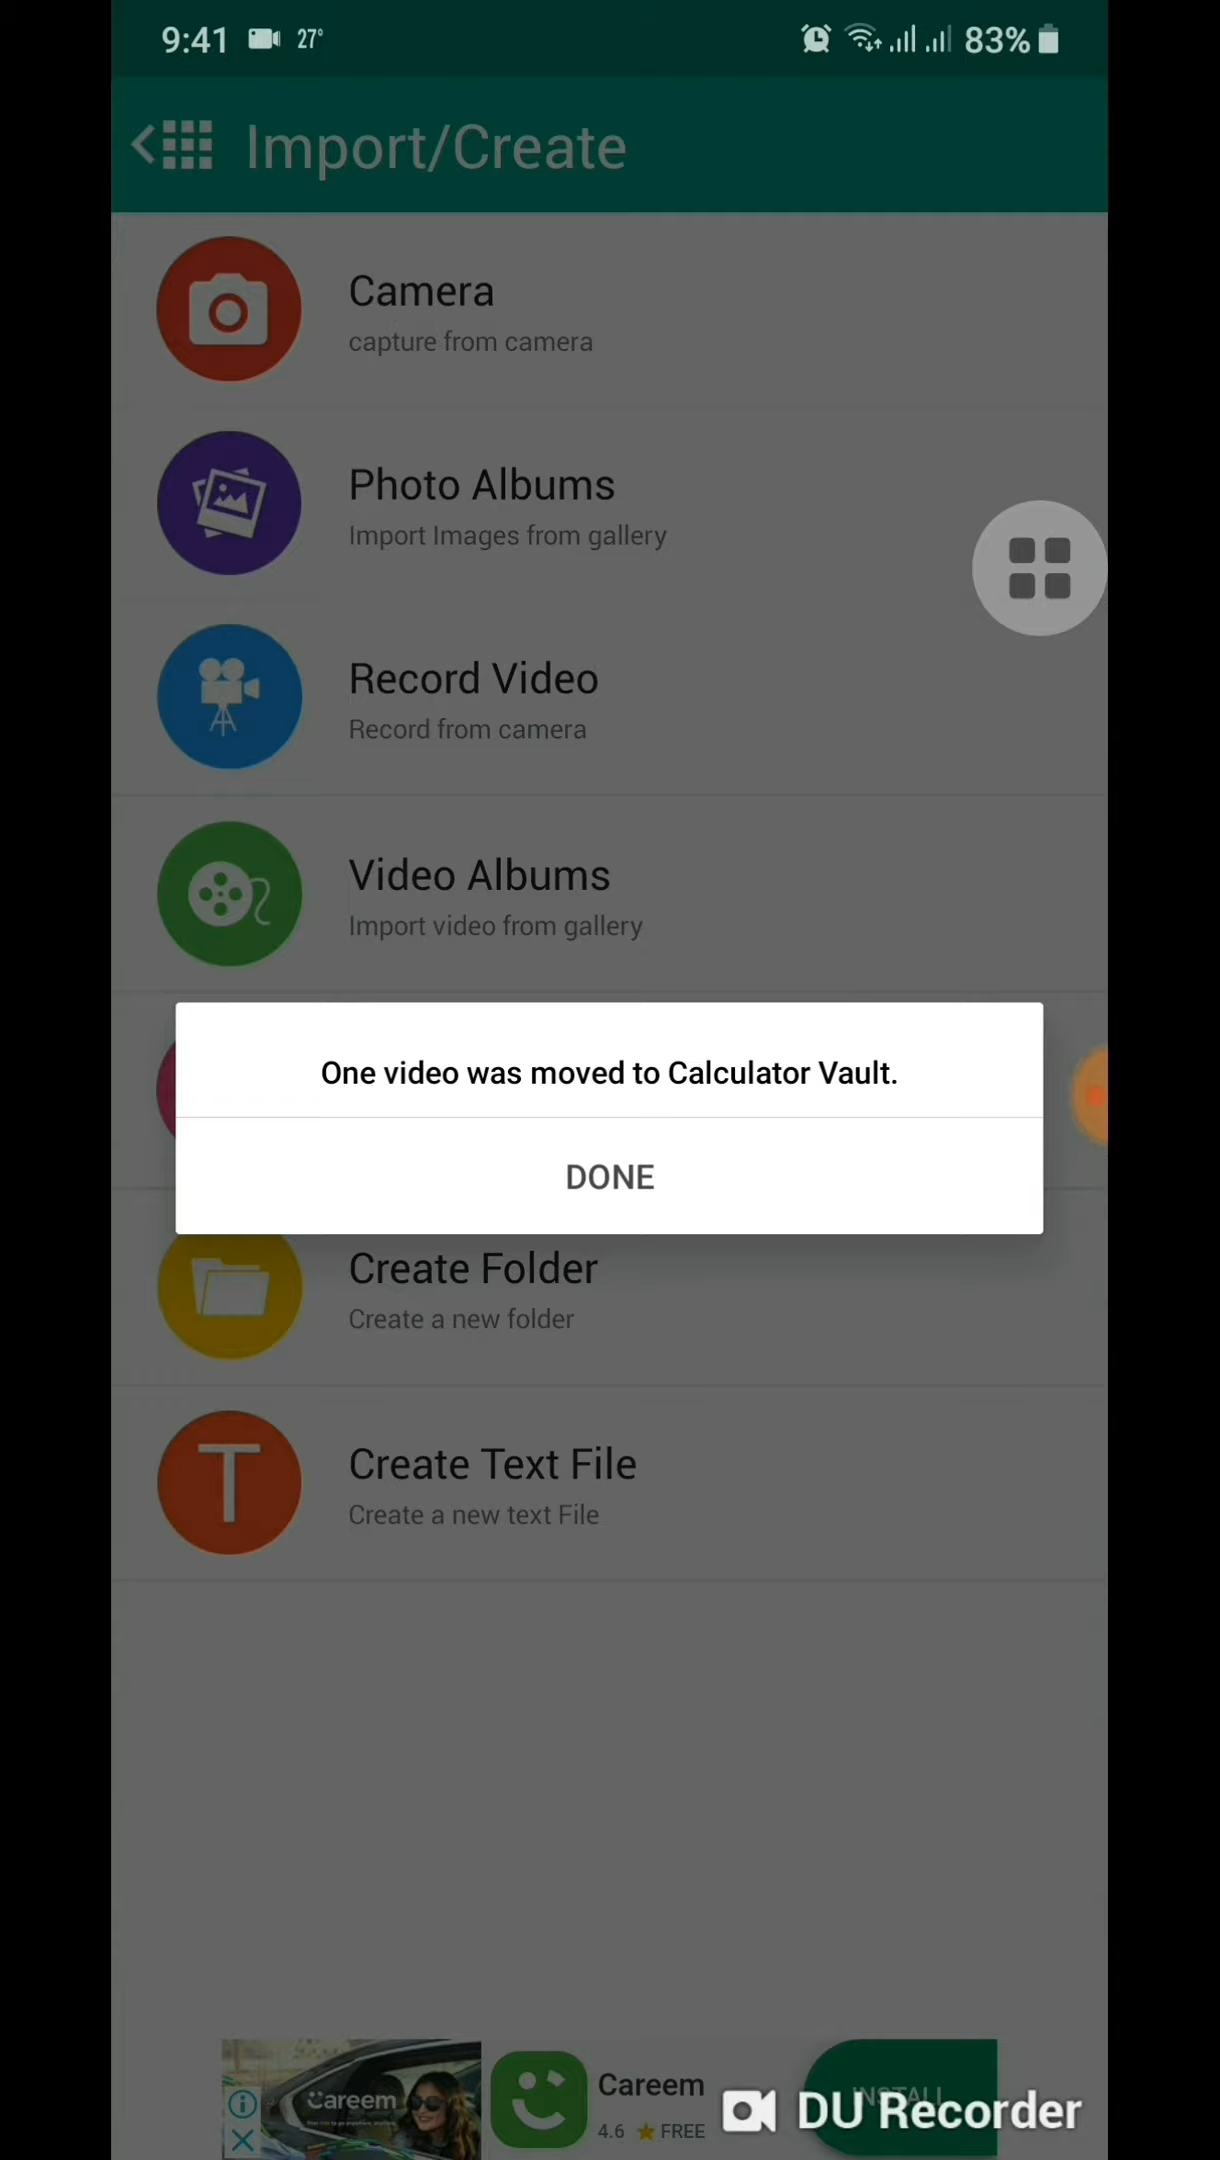 9:41 27°
83%
Import/Create
Camera
capture from camera
Photo Albums
Import Images from gallery
Record Video
Record from camera
Video Albums
Import video from gallery
One video was moved to Calculator Vault.
DONE
Create Folder
Create a new folder
T
Create Text File
Create a new text File
Careem
Careem
4.6 ★ FREE
INSTALL
DU Recorder